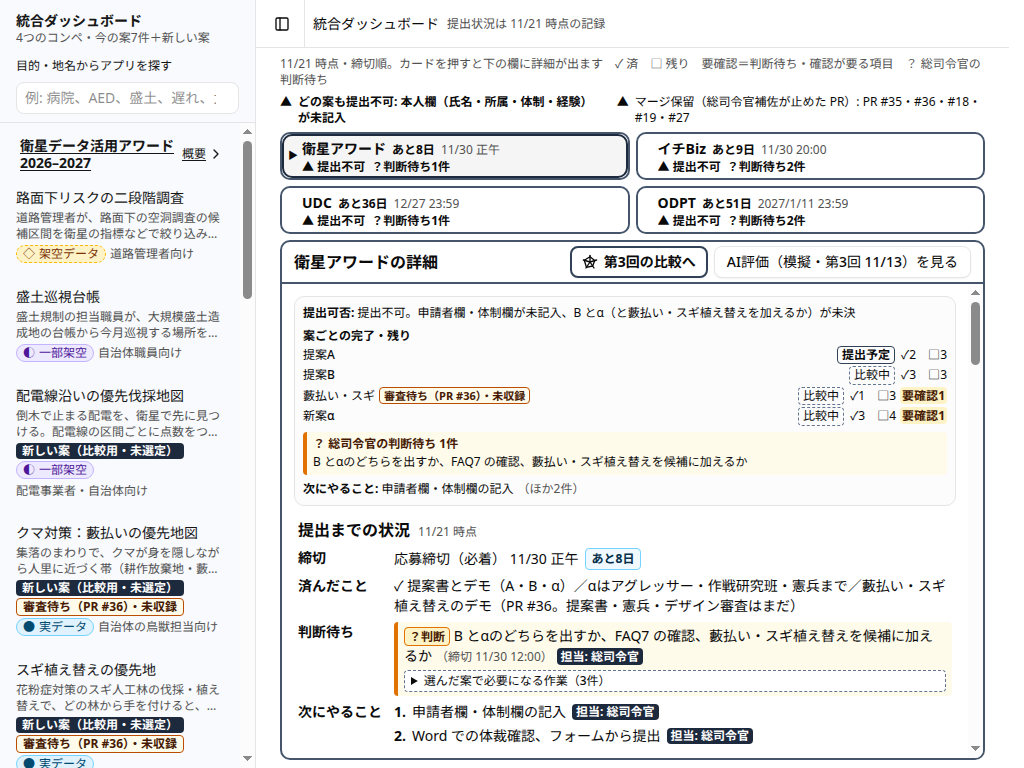 統合ダッシュボード
4つのコンペ・今の案7件＋新しい案
目的・地名からアプリを探す
例: 病院、AED、盛土、遅れ、:
衛星データ活用アワード 2026–2027
概要
路面下リスクの二段階調査
道路管理者が、路面下の空洞調査の候
補区間を衛星の指標などで絞り込み…
◇ 架空データ 道路管理者向け
盛土巡視台帳
盛土規制の担当職員が、大規模盛土造
成地の台帳から今月巡視する場所を…
一部架空 自治体職員向け
配電線沿いの優先伐採地図
倒木で止まる配電を、衛星で先に見つ
ける。配電線の区間ごとに点数をつ…
新しい案（比較用・未選定）
一部架空
配電事業者・自治体向け
クマ対策：藪払いの優先地図
集落のまわりで、クマが身を隠しなが
ら人里に近づく帯（耕作放棄地・藪…
新しい案（比較用・未選定）
審査待ち（PR #36）・未収録
実データ 自治体の鳥獣担当向け
スギ植え替えの優先地
花粉症対策のスギ人工林の伐採・植え
替えで、どの林から手を付けると、…
新しい案（比較用・未選定）
審査待ち（PR #36）・未収録
実データ
統合ダッシュボード 提出状況は 11/21 時点の記録
11/21 時点・締切順。カードを押すと下の欄に詳細が出ます ✓ 済 □ 残り 要確認＝判断待ち・確認が要る項目 ？ 総司令官の
判断待ち
▲ どの案も提出不可: 本人欄（氏名・所属・体制・経験）
が未記入
▲ マージ保留（総司令官補佐が止めた PR）: PR #35・#36・#18・
#19・#27
▶ 衛星アワード あと8日 11/30 正午
▲ 提出不可 ？判断待ち1件
イチBiz あと9日 11/30 20:00
▲ 提出不可 ？判断待ち2件
UDC あと36日 12/27 23:59
▲ 提出不可 ？判断待ち1件
ODPT あと51日 2027/1/11 23:59
▲ 提出不可 ？判断待ち2件
衛星アワードの詳細
第3回の比較へ
AI評価（模擬・第3回 11/13）を見る
提出可否: 提出不可。申請者欄・体制欄が未記入、B とα（と藪払い・スギ植え替えを加えるか）が未決
案ごとの完了・残り
提案A 提出予定 ✓2 □3
提案B 比較中 ✓3 □3
藪払い・スギ 審査待ち（PR #36）・未収録 比較中 ✓1 □3 要確認1
新案α 比較中 ✓3 □4 要確認1
？ 総司令官の判断待ち 1件
B とαのどちらを出すか、FAQ7 の確認、藪払い・スギ植え替えを候補に加えるか
次にやること: 申請者欄・体制欄の記入 （ほか2件）
提出までの状況 11/21 時点
締切 応募締切（必着） 11/30 正午 あと8日
済んだこと ✓ 提案書とデモ（A・B・α）／αはアグレッサー・作戦研究班・憲兵まで／藪払い・スギ
植え替えのデモ（PR #36。提案書・憲兵・デザイン審査はまだ）
判断待ち ？判断 B とαのどちらを出すか、FAQ7 の確認、藪払い・スギ植え替えを候補に加え
るか （締切 11/30 12:00） 担当: 総司令官
▶ 選んだ案で必要になる作業（3件）
次にやること 1. 申請者欄・体制欄の記入 担当: 総司令官
2. Word での体裁確認、フォームから提出 担当: 総司令官